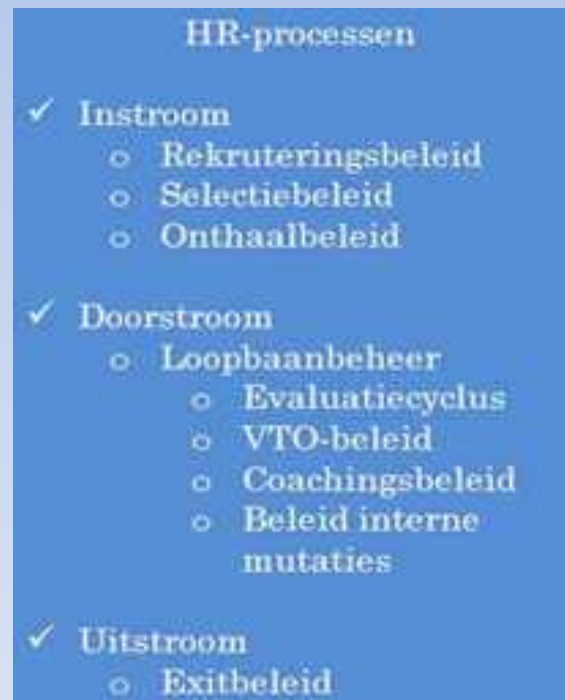 HR-processen
✓ Instroom
o Rekruteringsbeleid
o Selectiebeleid
o Onthaalbeleid
✓ Doorstroom
o Loopbaanbeheer
o Evaluatiecyclus
o VTO-beleid
o Coachingsbeleid
o Beleid interne
mutaties
✓ Uitstroom
o Exitbeleid